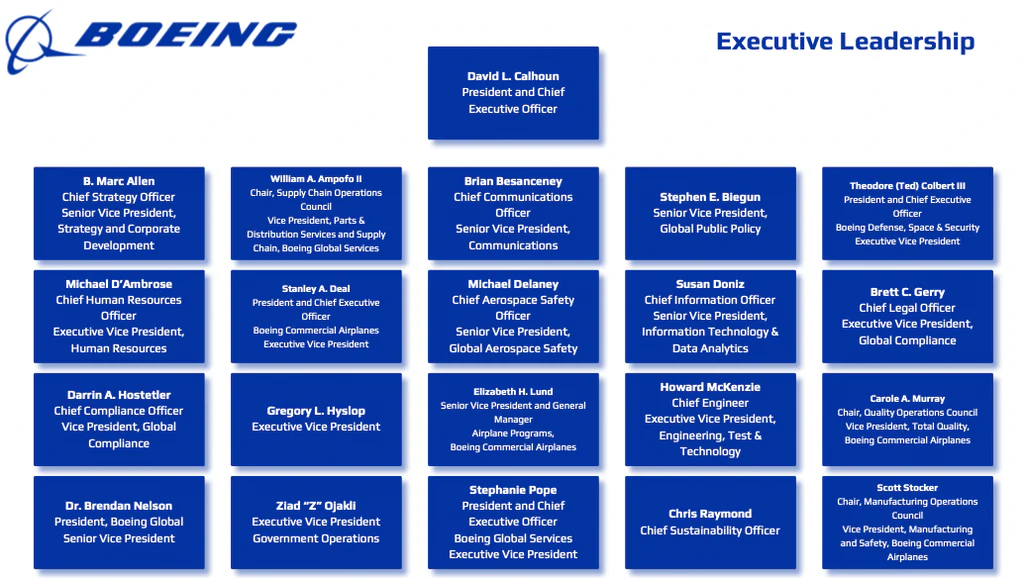 BOEING
Executive Leadership
David L. Calhoun
President and Chief
Executive Officer
B. Marc Allen
Chief Strategy Officer
Senior Vice President,
Strategy and Corporate
Development
William A. Ampofo II
Chair, Supply Chain Operations
Council
Vice President, Parts &
Distribution Services and Supply
Chain, Boeing Global Services
Brian Besanceney
Chief Communications
Officer
Senior Vice President,
Communications
Stephen E. Biegun
Senior Vice President,
Global Public Policy
Theodore (Ted) Colbert III
President and Chief Executive
Officer
Boeing Defense, Space & Security
Executive Vice President
Michael D’Ambrose
Chief Human Resources
Officer
Executive Vice President,
Human Resources
Stanley A. Deal
President and Chief Executive
Officer
Boeing Commercial Airplanes
Executive Vice President
Michael Delaney
Chief Aerospace Safety
Officer
Senior Vice President,
Global Aerospace Safety
Susan Doniz
Chief Information Officer
Senior Vice President,
Information Technology &
Data Analytics
Brett C. Gerry
Chief Legal Officer
Executive Vice President,
Global Compliance
Darrin A. Hostetler
Chief Compliance Officer
Vice President, Global
Compliance
Gregory L. Hyslop
Executive Vice President
Elizabeth H. Lund
Senior Vice President and General
Manager
Airplane Programs,
Boeing Commercial Airplanes
Howard McKenzie
Chief Engineer
Executive Vice President,
Engineering, Test &
Technology
Carole A. Murray
Chair, Quality Operations Council
Vice President, Total Quality,
Boeing Commercial Airplanes
Dr. Brendan Nelson
President, Boeing Global
Senior Vice President
Ziad “Z” Ojakli
Executive Vice President
Government Operations
Stephanie Pope
President and Chief
Executive Officer
Boeing Global Services
Executive Vice President
Chris Raymond
Chief Sustainability Officer
Scott Stocker
Chair, Manufacturing Operations
Council
Vice President, Manufacturing
and Safety, Boeing Commercial
Airplanes